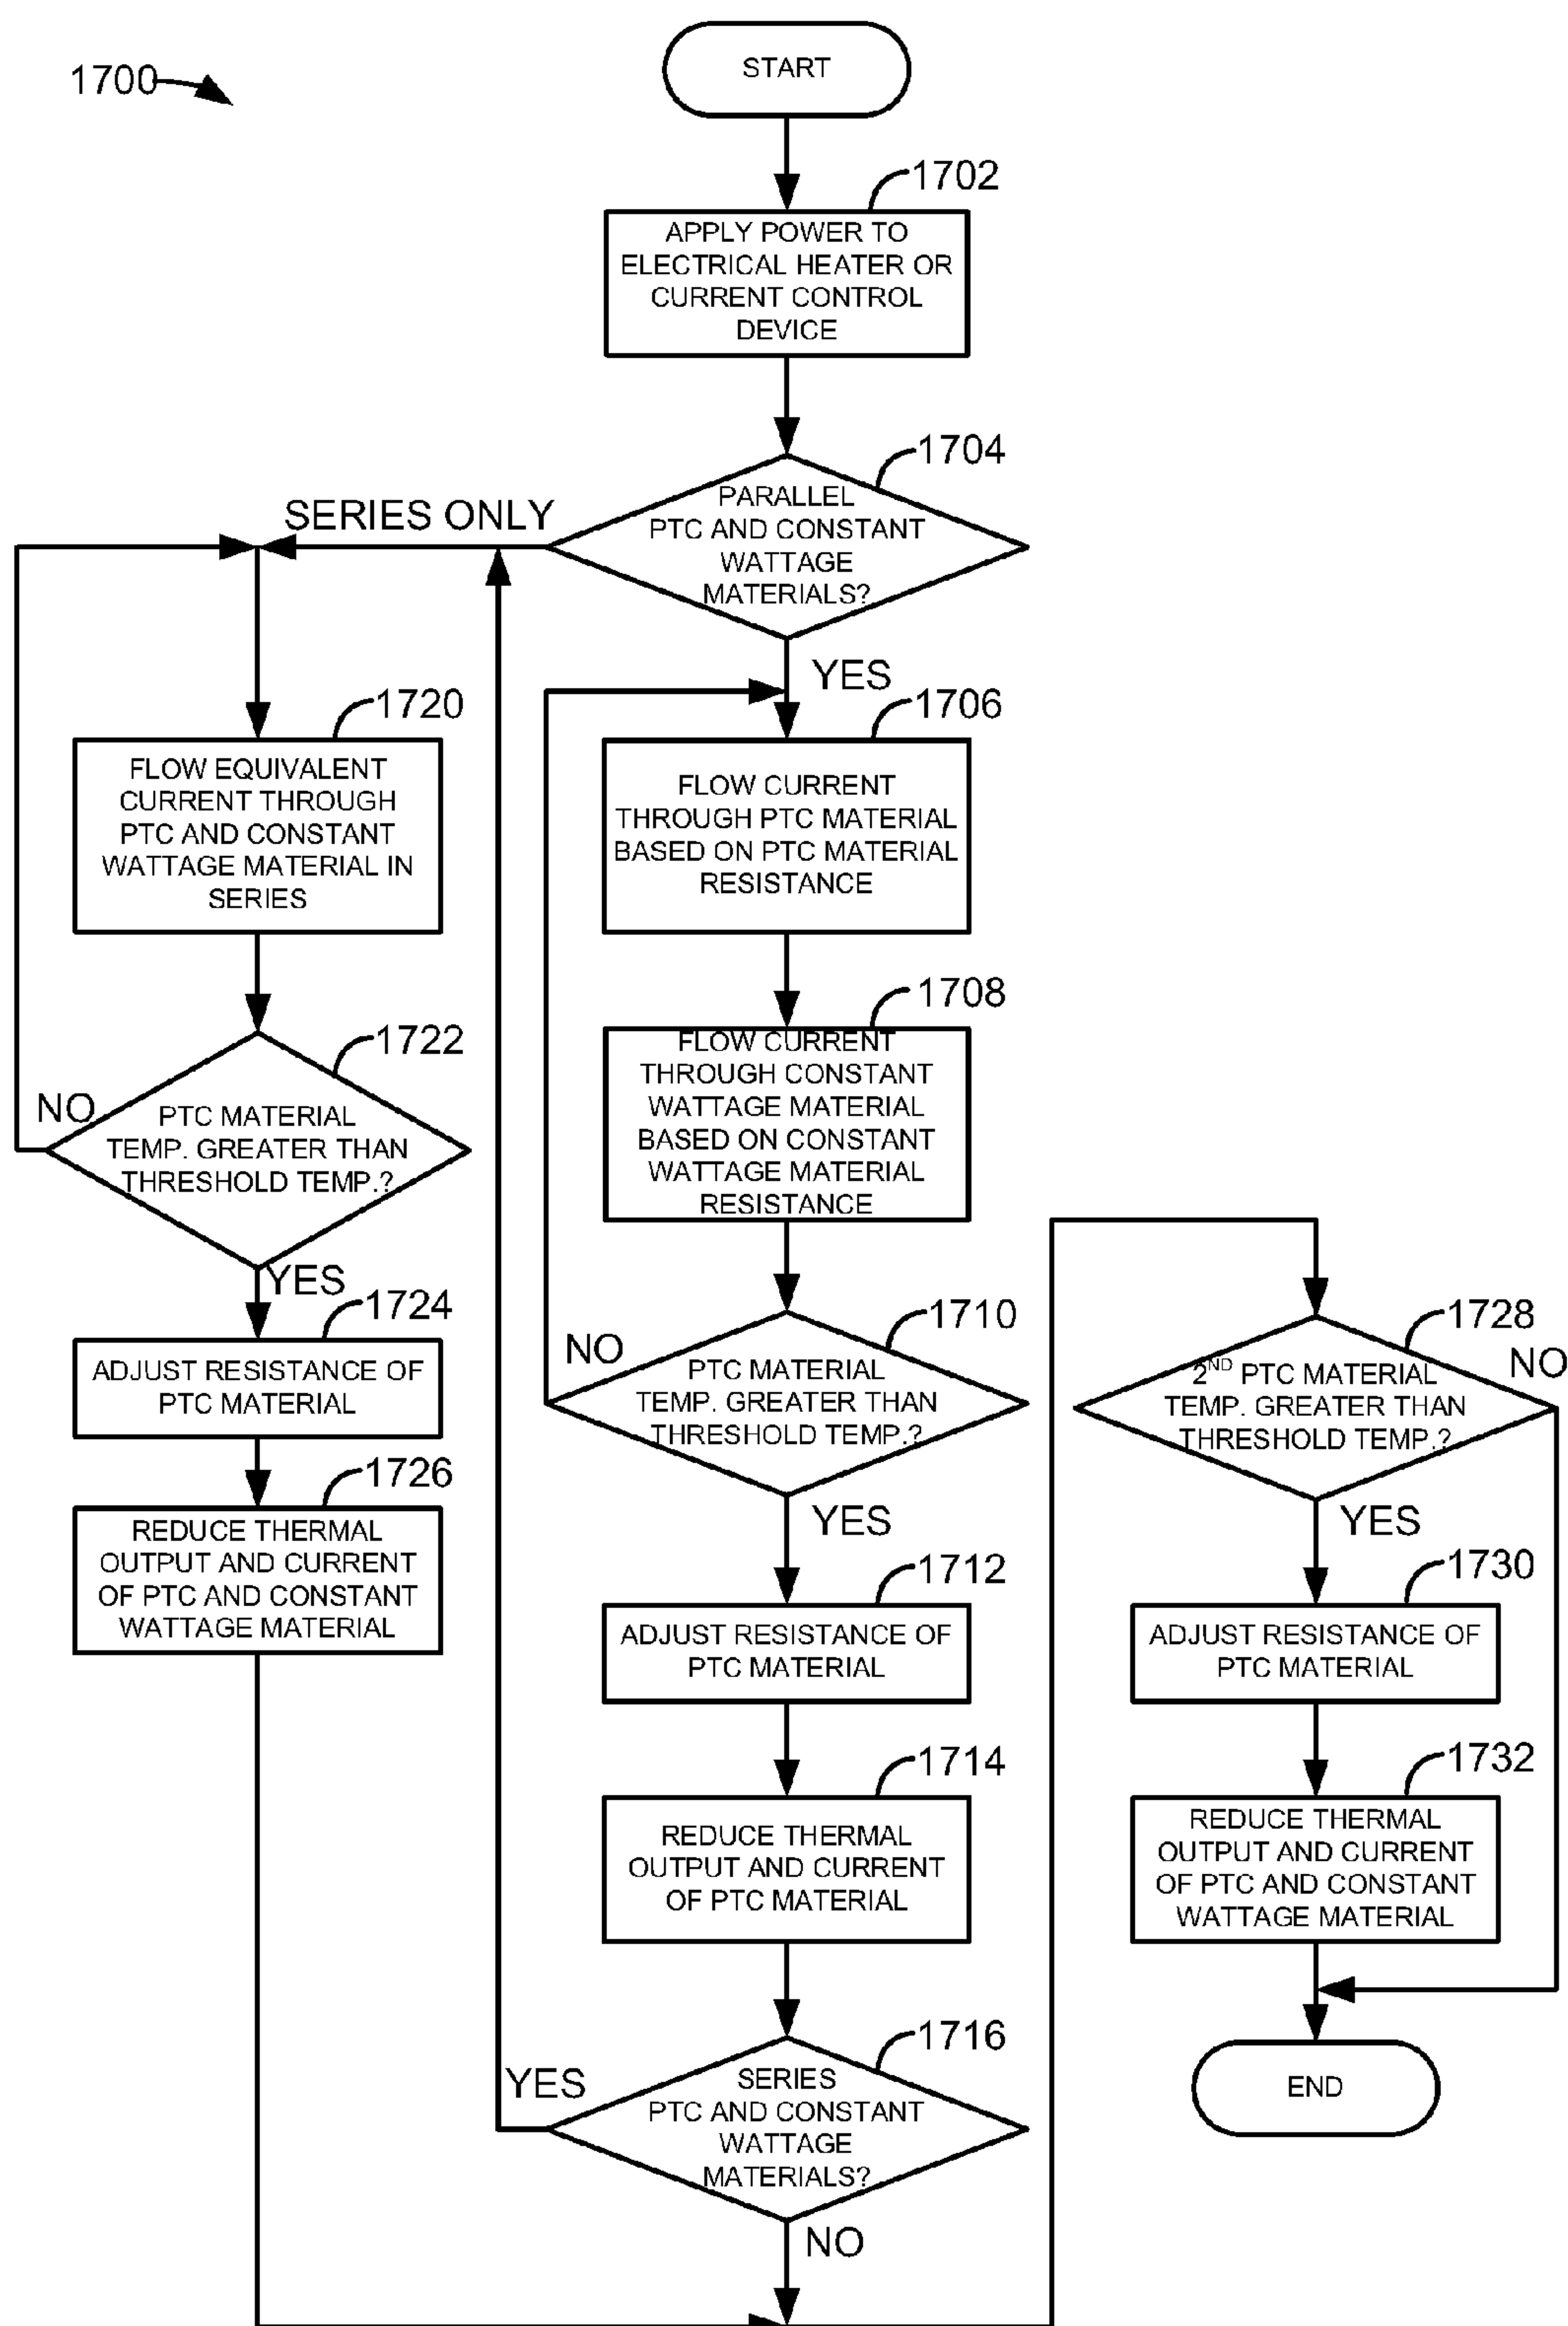 START
1700
1702
APPLY POWER TO
ELECTRICAL HEATER OR
CURRENT CONTROL
DEVICE
1704
PARALLEL
PTC AND CONSTANT
WATTAGE
MATERIALS?
SERIES ONLY
YES
1720
FLOW EQUIVALENT
CURRENT THROUGH
PTC AND CONSTANT
WATTAGE MATERIAL IN
SERIES
1722
NO
PTC MATERIAL
TEMP. GREATER THAN
THRESHOLD TEMP.?
YES
1724
ADJUST RESISTANCE OF
PTC MATERIAL
1726
REDUCE THERMAL
OUTPUT AND CURRENT
OF PTC AND CONSTANT
WATTAGE MATERIAL
1706
FLOW CURRENT
THROUGH PTC MATERIAL
BASED ON PTC MATERIAL
RESISTANCE
1708
FLOW CURRENT
THROUGH CONSTANT
WATTAGE MATERIAL
BASED ON CONSTANT
WATTAGE MATERIAL
RESISTANCE
1710
NO
PTC MATERIAL
TEMP. GREATER THAN
THRESHOLD TEMP.?
YES
1712
ADJUST RESISTANCE OF
PTC MATERIAL
1714
REDUCE THERMAL
OUTPUT AND CURRENT
OF PTC MATERIAL
1716
YES
SERIES
PTC AND CONSTANT
WATTAGE
MATERIALS?
NO
1728
NO
2ND PTC MATERIAL
TEMP. GREATER THAN
THRESHOLD TEMP.?
YES
1730
ADJUST RESISTANCE OF
PTC MATERIAL
1732
REDUCE THERMAL
OUTPUT AND CURRENT
OF PTC AND CONSTANT
WATTAGE MATERIAL
END